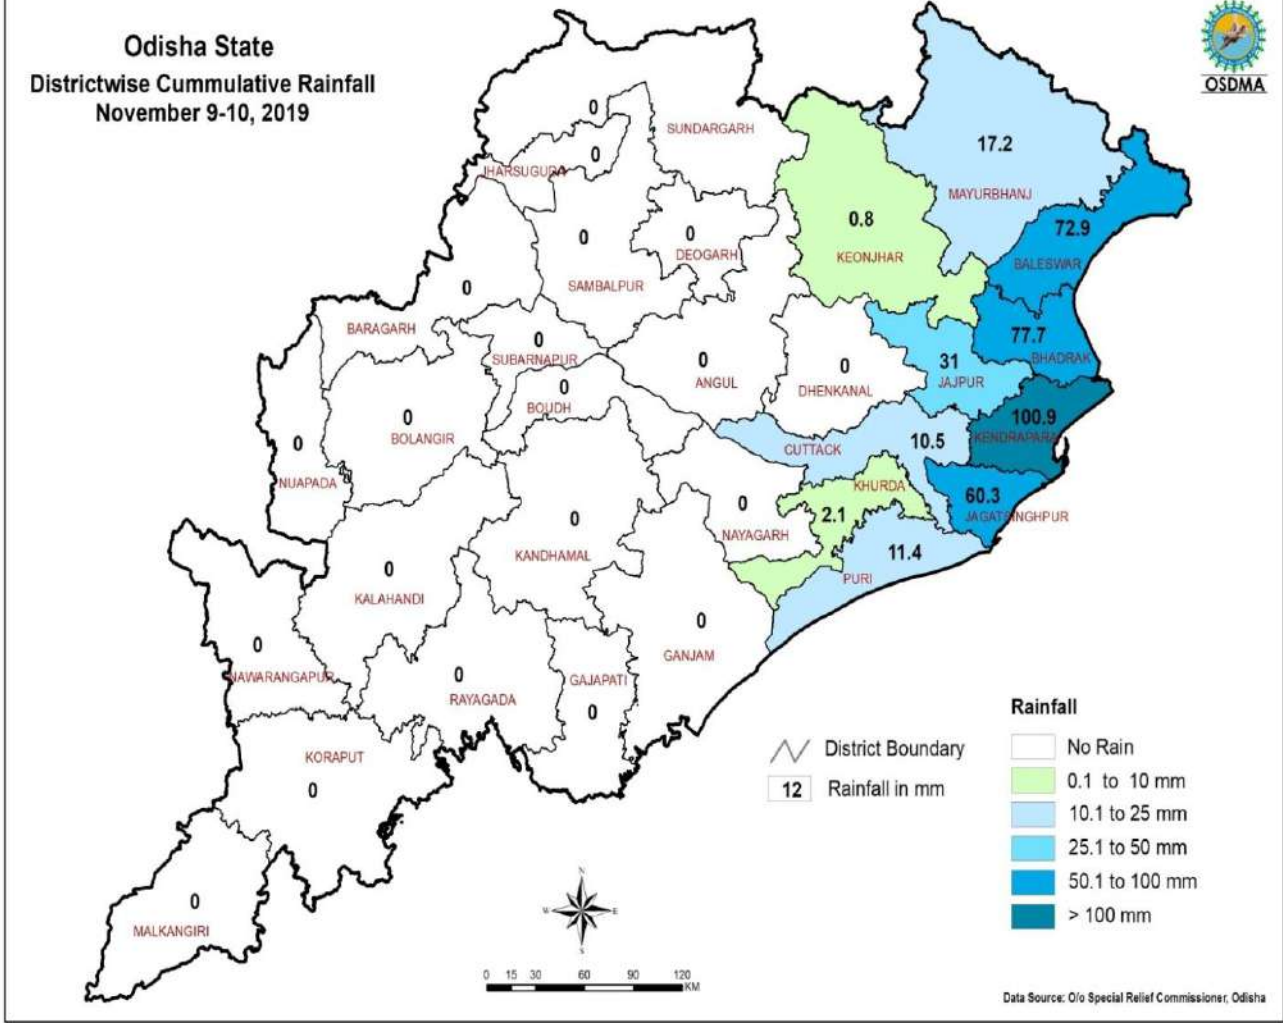 Odisha State
Districtwise Cummulative Rainfall
November 9-10, 2019
OSDMA
0
SUNDARGARH
17.2
MAYURBHANJ
0
JHARSUGUDA
0.8
KEONJHAR
72.9
BALESWAR
0
SAMBALPUR
0
DEOGARH
0
BARAGARH
0
SUBARNAPUR
0
ANGUL
0
DHENKANAL
31
JAJPUR
77.7
BHADRAK
0
BOUDH
0
BOLANGIR
0
NUAPADA
CUTTACK
10.5
100.9
KENDRAPARA
KHURDA
2.1
60.3
JAGATSINGHPUR
0
NAYAGARH
0
KANDHAMAL
11.4
PURI
0
KALAHANDI
0
GANJAM
0
NAWARANGAPUR
0
RAYAGADA
GAJAPATI
0
KORAPUT
0
0
MALKANGIRI
District Boundary
12
Rainfall in mm
Rainfall
No Rain
0.1 to 10 mm
10.1 to 25 mm
25.1 to 50 mm
50.1 to 100 mm
> 100 mm
N
W
E
S
0 15 30 60 90 120
KM
Data Source: O/o Special Relief Commissioner, Odisha